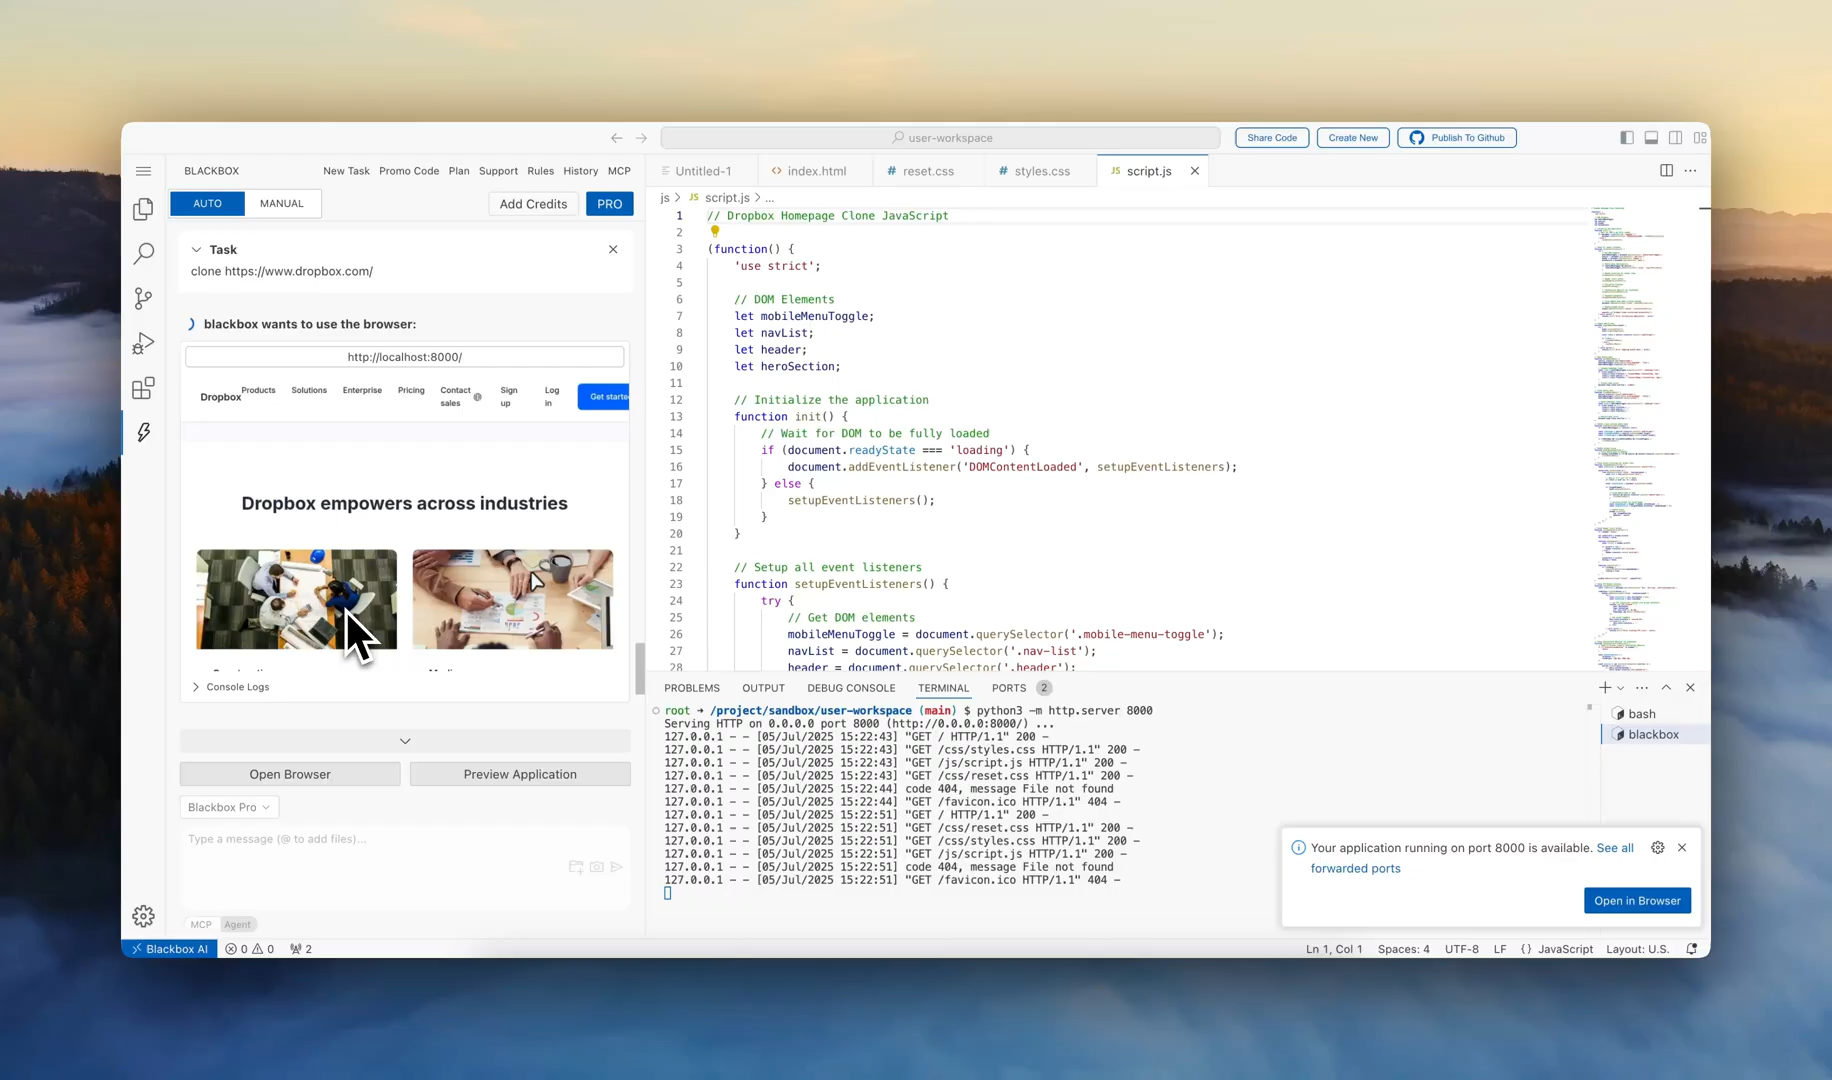 user-workspace
Share Code
Create New
Publish To Github
BLACKBOX
New Task
Promo Code
Plan
Support
Rules
History
MCP
AUTO
MANUAL
Add Credits
PRO
Task
clone https://www.dropbox.com/
blackbox wants to use the browser:
http://localhost:8000/
Dropbox
Products
Solutions
Enterprise
Pricing
Contact sales
Sign up
Log in
Get starte
Dropbox empowers across industries
Console Logs
Open Browser
Preview Application
Blackbox Pro
Type a message (@ to add files)...
MCP
Agent
Untitled-1
index.html
reset.css
styles.css
JS script.js
js > JS script.js > ...
1 // Dropbox Homepage Clone JavaScript
2
3 (function() {
4 'use strict';
5
6 // DOM Elements
7 let mobileMenuToggle;
8 let navList;
9 let header;
10 let heroSection;
11
12 // Initialize the application
13 function init() {
14 // Wait for DOM to be fully loaded
15 if (document.readyState === 'loading') {
16 document.addEventListener('DOMContentLoaded', setupEventListeners);
17 } else {
18 setupEventListeners();
19 }
20 }
21
22 // Setup all event listeners
23 function setupEventListeners() {
24 try {
25 // Get DOM elements
26 mobileMenuToggle = document.querySelector('.mobile-menu-toggle');
27 navList = document.querySelector('.nav-list');
28 header = document.querySelector('.header');
PROBLEMS
OUTPUT
DEBUG CONSOLE
TERMINAL
PORTS 2
root → /project/sandbox/user-workspace (main) $ python3 -m http.server 8000
Serving HTTP on 0.0.0.0 port 8000 (http://0.0.0.0:8000/) ...
127.0.0.1 - - [05/Jul/2025 15:22:43] "GET / HTTP/1.1" 200 -
127.0.0.1 - - [05/Jul/2025 15:22:43] "GET /css/styles.css HTTP/1.1" 200 -
127.0.0.1 - - [05/Jul/2025 15:22:43] "GET /js/script.js HTTP/1.1" 200 -
127.0.0.1 - - [05/Jul/2025 15:22:43] "GET /css/reset.css HTTP/1.1" 200 -
127.0.0.1 - - [05/Jul/2025 15:22:44] code 404, message File not found
127.0.0.1 - - [05/Jul/2025 15:22:44] "GET /favicon.ico HTTP/1.1" 404 -
127.0.0.1 - - [05/Jul/2025 15:22:51] "GET / HTTP/1.1" 200 -
127.0.0.1 - - [05/Jul/2025 15:22:51] "GET /css/reset.css HTTP/1.1" 200 -
127.0.0.1 - - [05/Jul/2025 15:22:51] "GET /css/styles.css HTTP/1.1" 200 -
127.0.0.1 - - [05/Jul/2025 15:22:51] "GET /js/script.js HTTP/1.1" 200 -
127.0.0.1 - - [05/Jul/2025 15:22:51] code 404, message File not found
127.0.0.1 - - [05/Jul/2025 15:22:51] "GET /favicon.ico HTTP/1.1" 404 -
bash
blackbox
Your application running on port 8000 is available. See all
forwarded ports
Open in Browser
Blackbox AI
0
0
2
Ln 1, Col 1
Spaces: 4
UTF-8
LF
{} JavaScript
Layout: U.S.